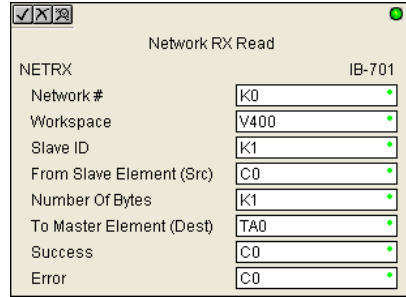 Network RX Read
NETRX IB-701
Network # K0
Workspace V400
Slave ID K1
From Slave Element (Src) C0
Number Of Bytes K1
To Master Element (Dest) TA0
Success C0
Error C0